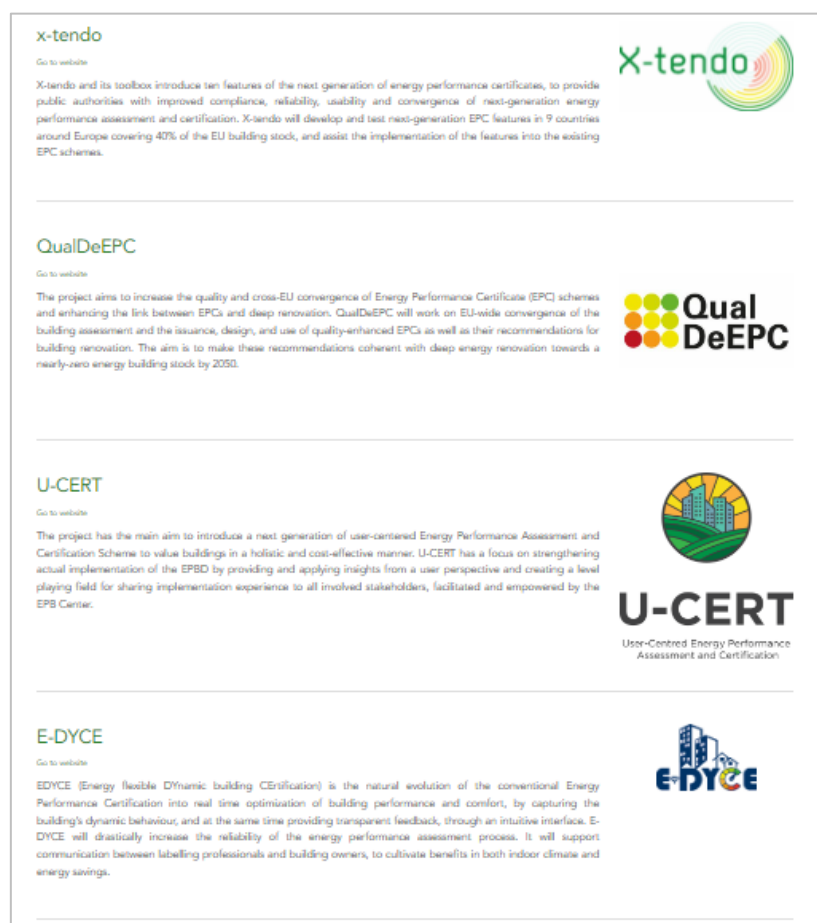 x-tendo
X-tendo
Go to website
X-tendo and its toolbox introduce ten features of the next generation of energy performance certificates, to provide
public authorities with improved compliance, reliability, usability and convergence of next-generation energy
performance assessment and certification. X-tendo will develop and test next-generation EPC features in 9 countries
around Europe covering 40% of the EU building stock, and assist the implementation of the features into the existing
EPC schemes.
QualDeEPC
Go to website
The project aims to increase the quality and cross-EU convergence of Energy Performance Certificate (EPC) schemes
and enhancing the link between EPCs and deep renovation. QualDeEPC will work on EU-wide convergence of the
building assessment and the issuance, design, and use of quality-enhanced EPCs as well as their recommendations for
building renovation. The aim is to make these recommendations coherent with deep energy renovation towards a
nearly-zero energy building stock by 2050.
Qual
DeEPC
U-CERT
Go to website
The project has the main aim to introduce a next generation of user-centered Energy Performance Assessment and
Certification Scheme to value buildings in a holistic and cost-effective manner. U-CERT has a focus on strengthening
actual implementation of the EPBD by providing and applying insights from a user perspective and creating a level
playing field for sharing implementation experience to all involved stakeholders, facilitated and empowered by the
EPB Center.
U-CERT
User-Centred Energy Performance
Assessment and Certification
E-DYCE
Go to website
EDYCE (Energy flexible DYnamic building CErtification) is the natural evolution of the conventional Energy
Performance Certification into real time optimization of building performance and comfort, by capturing the
building's dynamic behaviour, and at the same time providing transparent feedback, through an intuitive interface. E-
DYCE will drastically increase the reliability of the energy performance assessment process. It will support
communication between labelling professionals and building owners, to cultivate benefits in both indoor climate and
energy savings.
E-DYCE